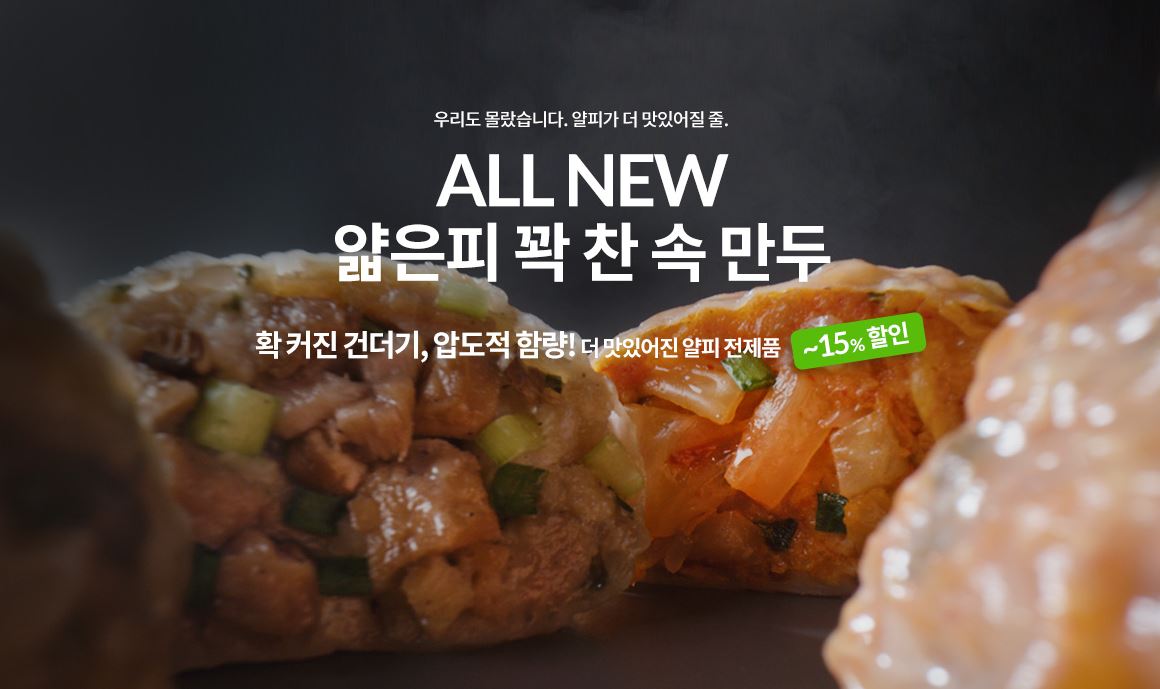 우리도 몰랐습니다. 얄피가 더 맛있어질 줄.
ALL NEW
얇은피 꽉 찬 속 만두
확 커진 건더기, 압도적 함량! 더 맛있어진 얄피 전제품 ~15% 할인